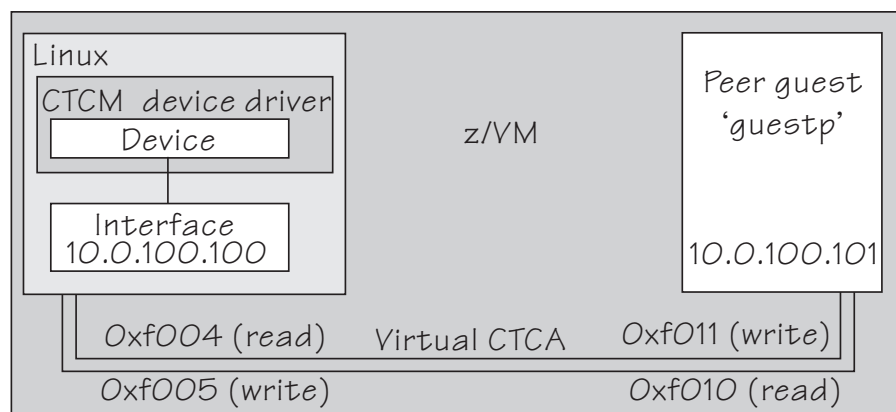 Linux
CTCM device driver
Device
Interface
10.0.100.100
z/VM
Peer guest
‘guestp’
10.0.100.101
0xf004 (read)
Virtual CTCA
0xf011 (write)
0xf005 (write)
0xf010 (read)